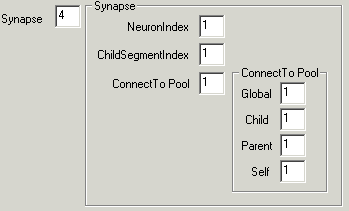 Synapse 4
Synapse
NeuronIndex 1
ChildSegmentIndex 1
ConnectTo Pool 1
ConnectTo Pool
Global 1
Child 1
Parent 1
Self 1